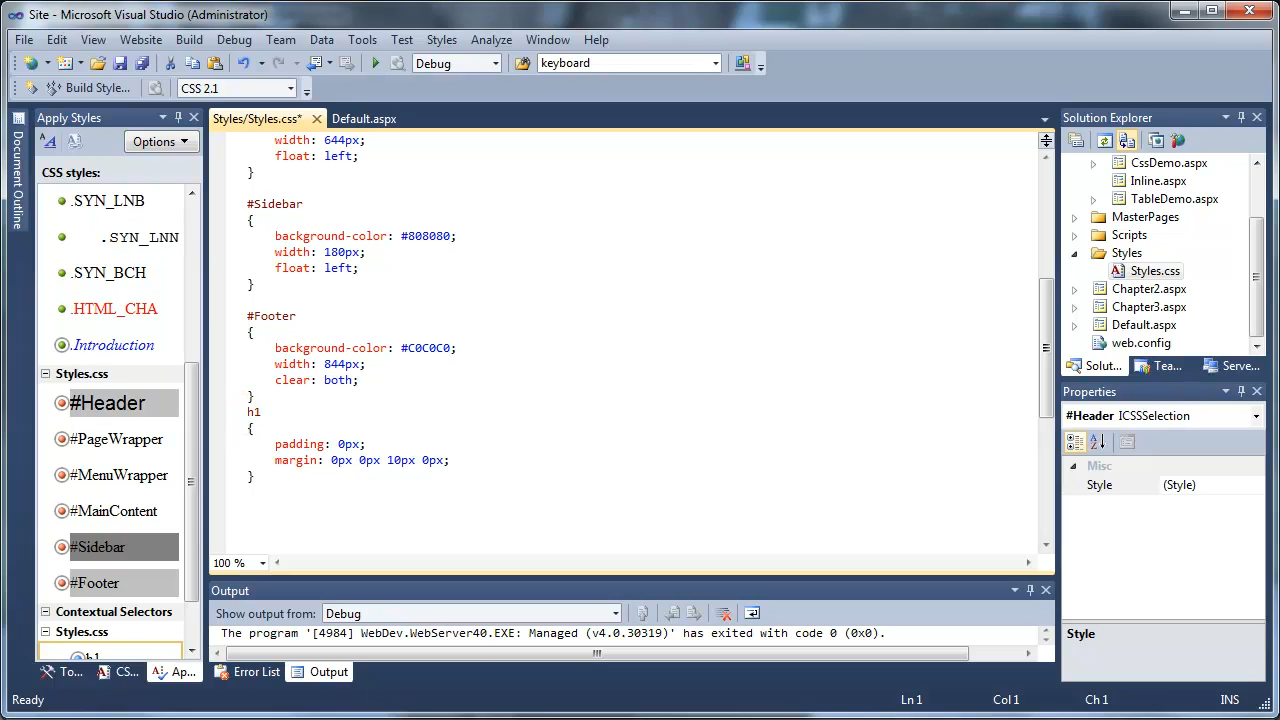 Site - Microsoft Visual Studio (Administrator)
File Edit View Website Build Debug Team Data Tools Test Styles Analyze Window Help
Debug keyboard
Build Style... CSS 2.1
Document Outline
Apply Styles
Options
CSS styles:
.SYN_LNB
.SYN_LNN
.SYN_BCH
.HTML_CHA
.Introduction
Styles.css
#Header
#PageWrapper
#MenuWrapper
#MainContent
#Sidebar
#Footer
Contextual Selectors
Styles.css
h1
To... CS... Ap...
Styles/Styles.css* Default.aspx
width: 644px;
float: left;
}
#Sidebar
{
background-color: #808080;
width: 180px;
float: left;
}
#Footer
{
background-color: #C0C0C0;
width: 844px;
clear: both;
}
h1
{
padding: 0px;
margin: 0px 0px 10px 0px;
}
100 %
Output
Show output from: Debug
The program '[4984] WebDev.WebServer40.EXE: Managed (v4.0.30319)' has exited with code 0 (0x0).
Error List Output
Solution Explorer
CssDemo.aspx
Inline.aspx
TableDemo.aspx
MasterPages
Scripts
Styles
Styles.css
Chapter2.aspx
Chapter3.aspx
Default.aspx
web.config
Solut... Tea... Serve...
Properties
#Header ICSSSelection
Misc
Style (Style)
Style
Ready Ln 1 Col 1 Ch 1 INS